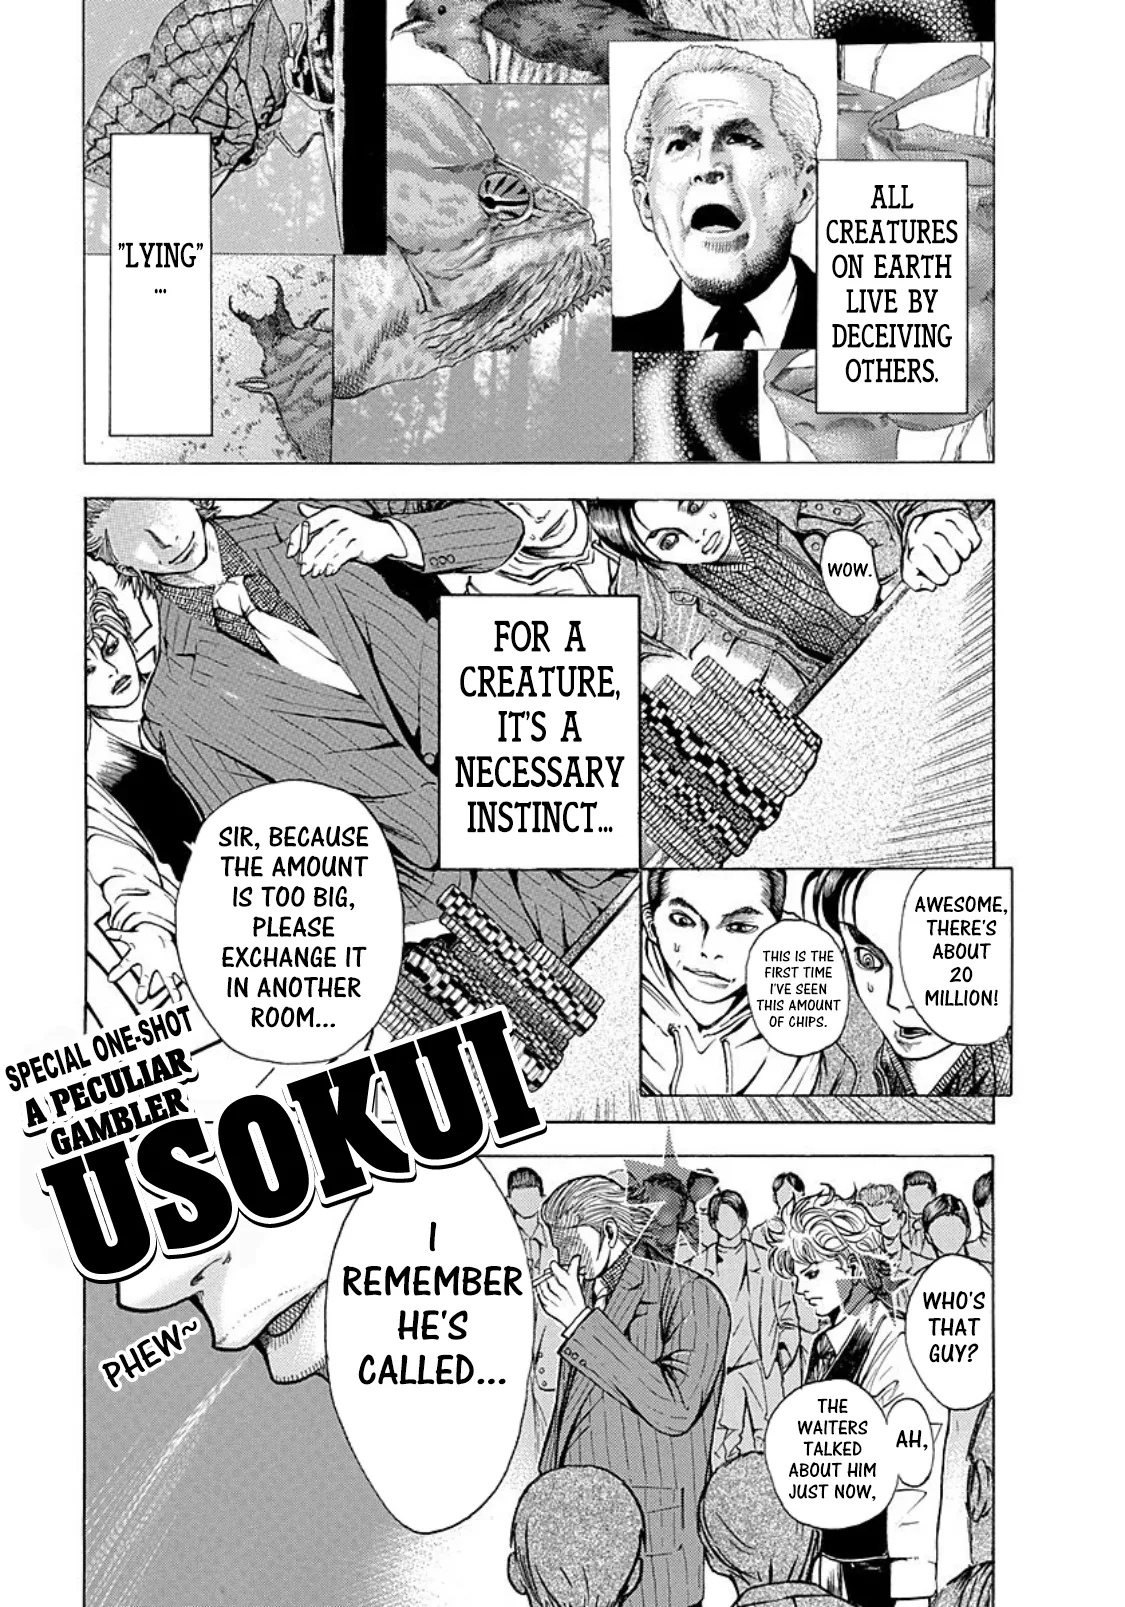 ALL
CREATURES
ON EARTH
LIVE BY
DECEIVING
OTHERS.
"LYING"
...
WOW.
FOR A
CREATURE,
IT'S A
NECESSARY
INSTINCT...
SIR, BECAUSE
THE AMOUNT
IS TOO BIG,
PLEASE
EXCHANGE IT
IN ANOTHER
ROOM...
AWESOME,
THERE'S
ABOUT
20
MILLION!
THIS IS THE
FIRST TIME
I'VE SEEN
THIS AMOUNT
OF CHIPS.
SPECIAL ONE-SHOT
A PECULIAR
GAMBLER
USOKUI
WHO'S
THAT
GUY?
AH,
THE
WAITERS
TALKED
ABOUT HIM
JUST NOW,
I
REMEMBER
HE'S
CALLED...
PHEW~